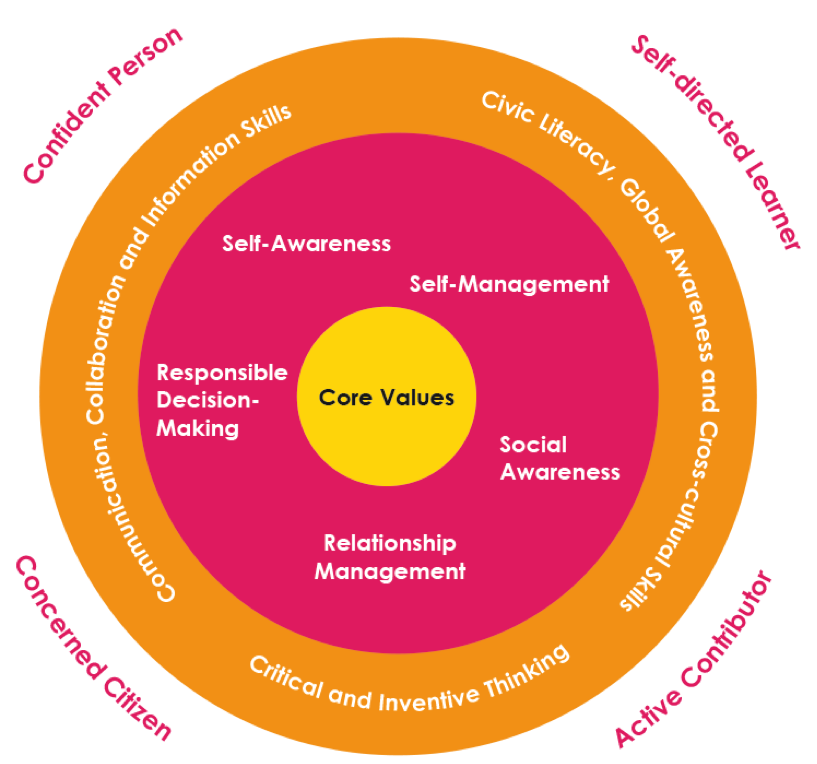 Confident Person
Self-directed Learner
Communication, Collaboration and Information Skills
Civic Literacy, Global Awareness and Cross-cultural Skills
Self-Awareness
Self-Management
Responsible
Decision-
Making
Core Values
Social
Awareness
Relationship
Management
Critical and Inventive Thinking
Concerned Citizen
Active Contributor